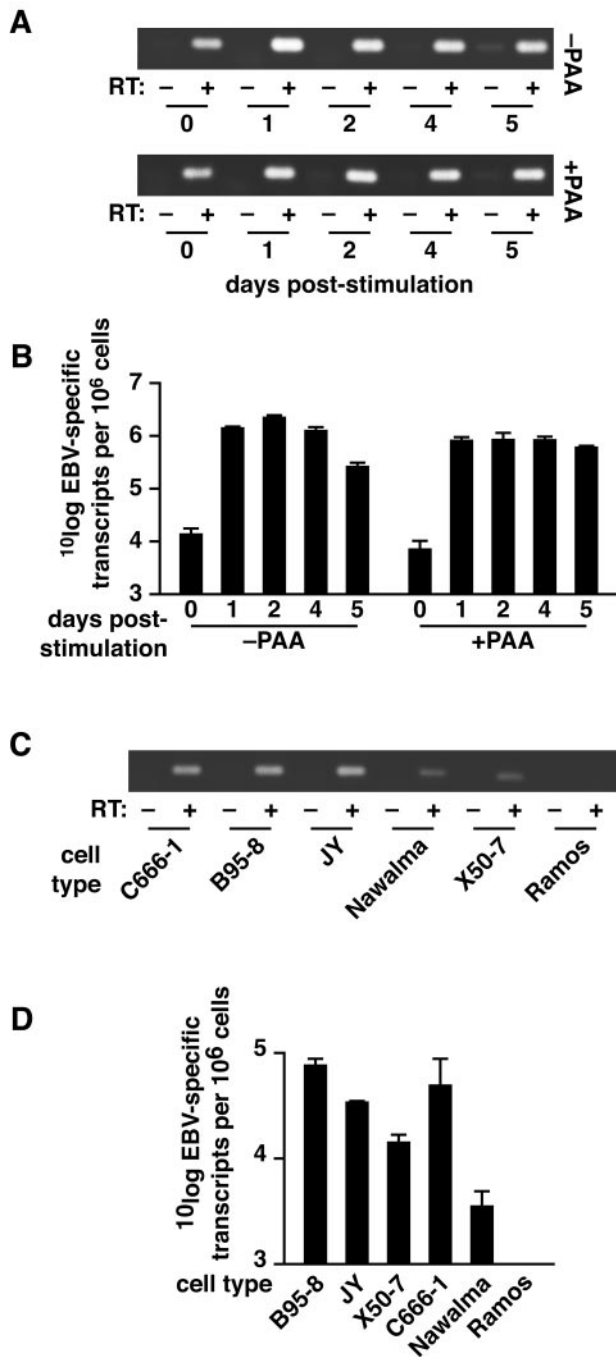 A
–PAA
RT: – + – + – + – + – +
0 1 2 4 5
+PAA
RT: – + – + – + – + – +
0 1 2 4 5
days post-stimulation
B
¹⁰log EBV-specific
transcripts per 10⁶ cells
7
6
5
4
3
days post-
stimulation
0 1 2 4 5 0 1 2 4 5
–PAA +PAA
C
RT: – + – + – + – + – + – +
cell
type
C666-1 B95-8 JY Nawalma X50-7 Ramos
D
¹⁰log EBV-specific
transcripts per 10⁶ cells
5
4
3
cell type
B95-8 JY X50-7 C666-1 Nawalma Ramos